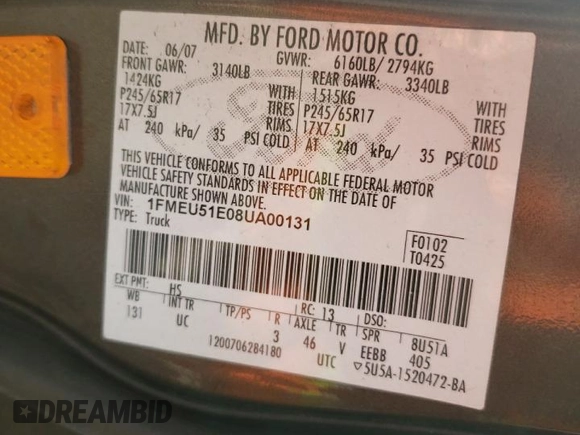 MFD. BY FORD MOTOR CO.
DATE: 06/07 GVWR: 6160LB/ 2794KG
FRONT GAWR: 3140LB REAR GAWR: 3340LB
1424KG WITH 1515KG WITH
P245/65R17 TIRES P245/65R17 TIRES
17X7.5J RIMS 17X7.5J RIMS
AT 240 kPa/ 35 PSI COLD AT 240 kPa/ 35 PSI COLD
THIS VEHICLE CONFORMS TO ALL APPLICABLE FEDERAL MOTOR
VEHICLE SAFETY STANDARDS IN EFFECT ON THE DATE OF
MANUFACTURE SHOWN ABOVE.
VIN: 1FMEU51E08UA00131
TYPE: Truck
F0102
T0425
EXT PNT: HS RC: 13 DSO:
WB INT TR TP/PS R AXLE TR SPR 8U51A
131 UC 3 46 V EEBB 405
1200706284180 UTC ▽5U5A-1520472-BA
Ford
DREAMBID